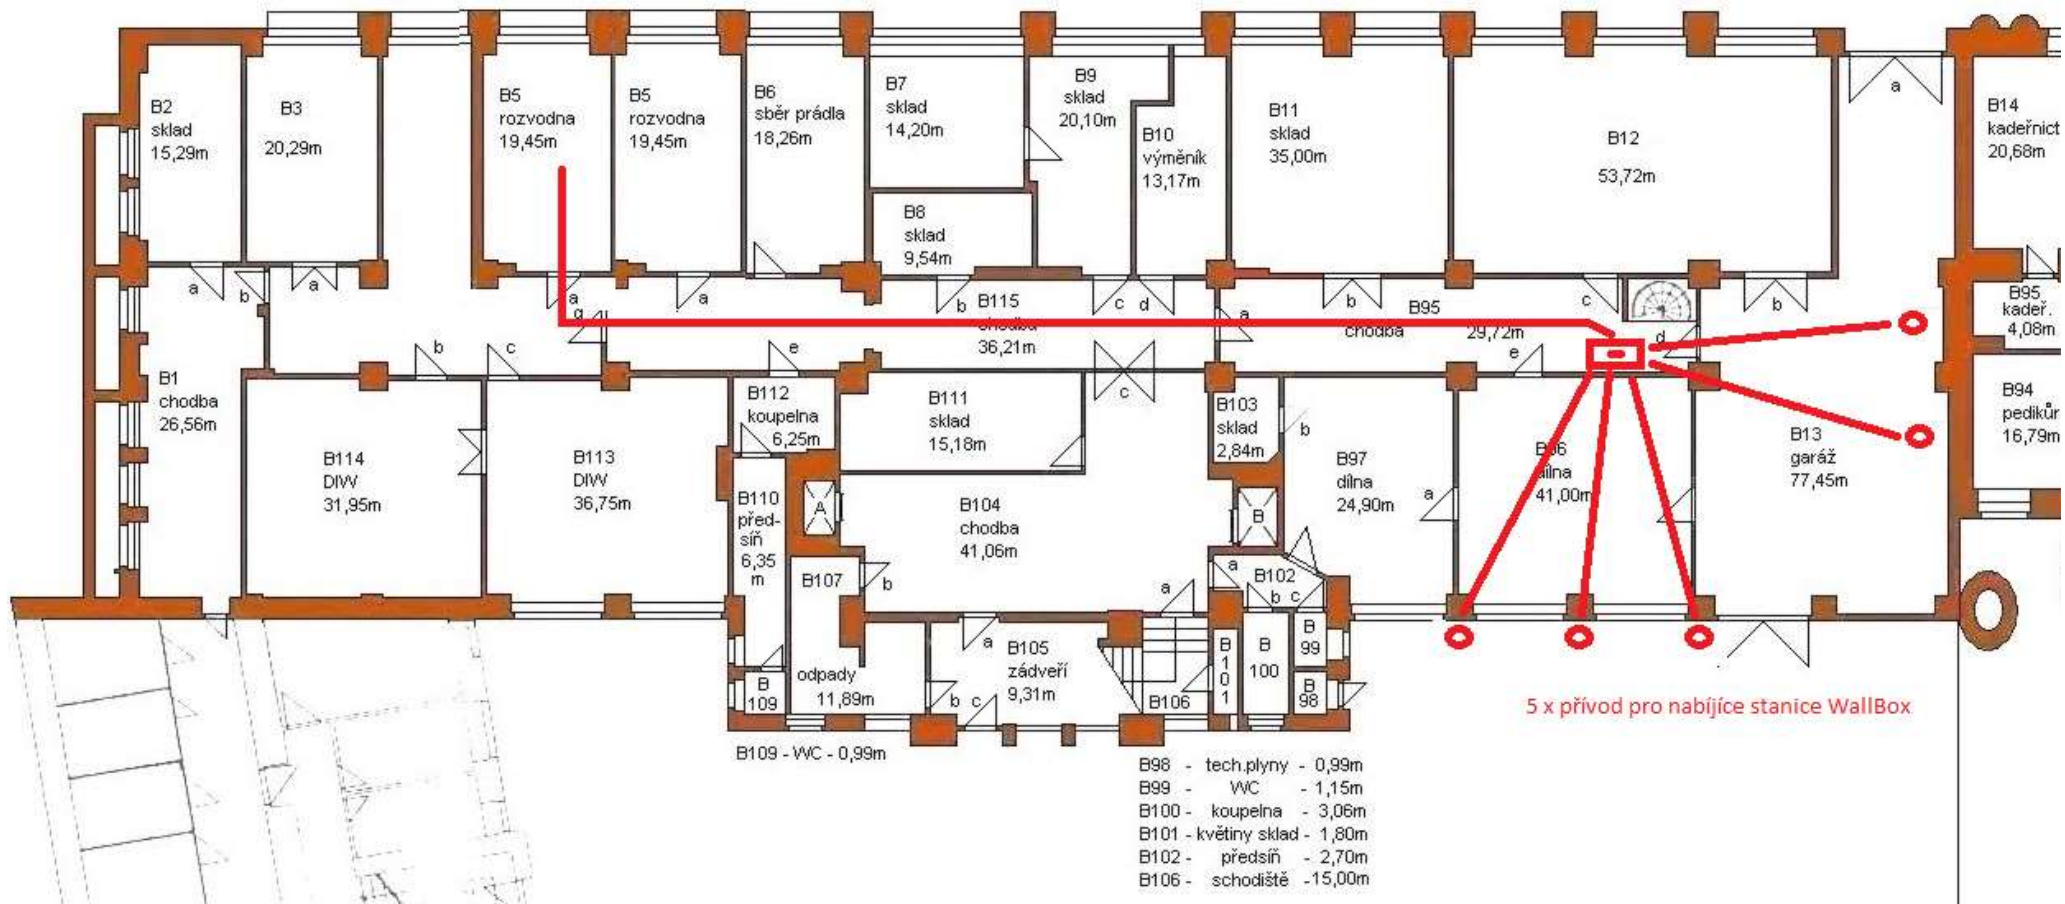 B2
sklad
15,29m
B3
20,29m
B5
rozvodna
19,45m
B5
rozvodna
19,45m
B6
sběr prádla
18,26m
B7
sklad
14,20m
B8
sklad
9,54m
B9
sklad
20,10m
B10
výměník
13,17m
B11
sklad
35,00m
B12
53,72m
a
B14
kadeřnict
20,68m
a
b
a
a
g
a
b
c
d
a
b
c
b
d
e
B115
chodba
36,21m
B95
chodba
29,72m
B95
kadeř.
4,08m
B1
chodba
26,56m
b
c
e
c
B94
pedikúr
16,79m
B114
DIW
31,95m
B113
DIW
36,75m
B112
koupelna
6,25m
B111
sklad
15,18m
B103
sklad
2,84m
b
B97
dílna
24,90m
a
B96
dílna
41,00m
B13
garáž
77,45m
B110
před-
síň
6,35
m
A
B104
chodba
41,06m
B
B107
b
a
a
B102
b c
odpady
11,89m
a
b
c
B105
zádveří
9,31m
B106
B
1
0
1
B
100
B
99
B
98
B
109
B109 - WC - 0,99m
5 x přívod pro nabíjíce stanice WallBox
B98 - tech.plyny - 0,99m
B99 - WC - 1,15m
B100 - koupelna - 3,06m
B101 - květiny sklad - 1,80m
B102 - předsíň - 2,70m
B106 - schodiště -15,00m